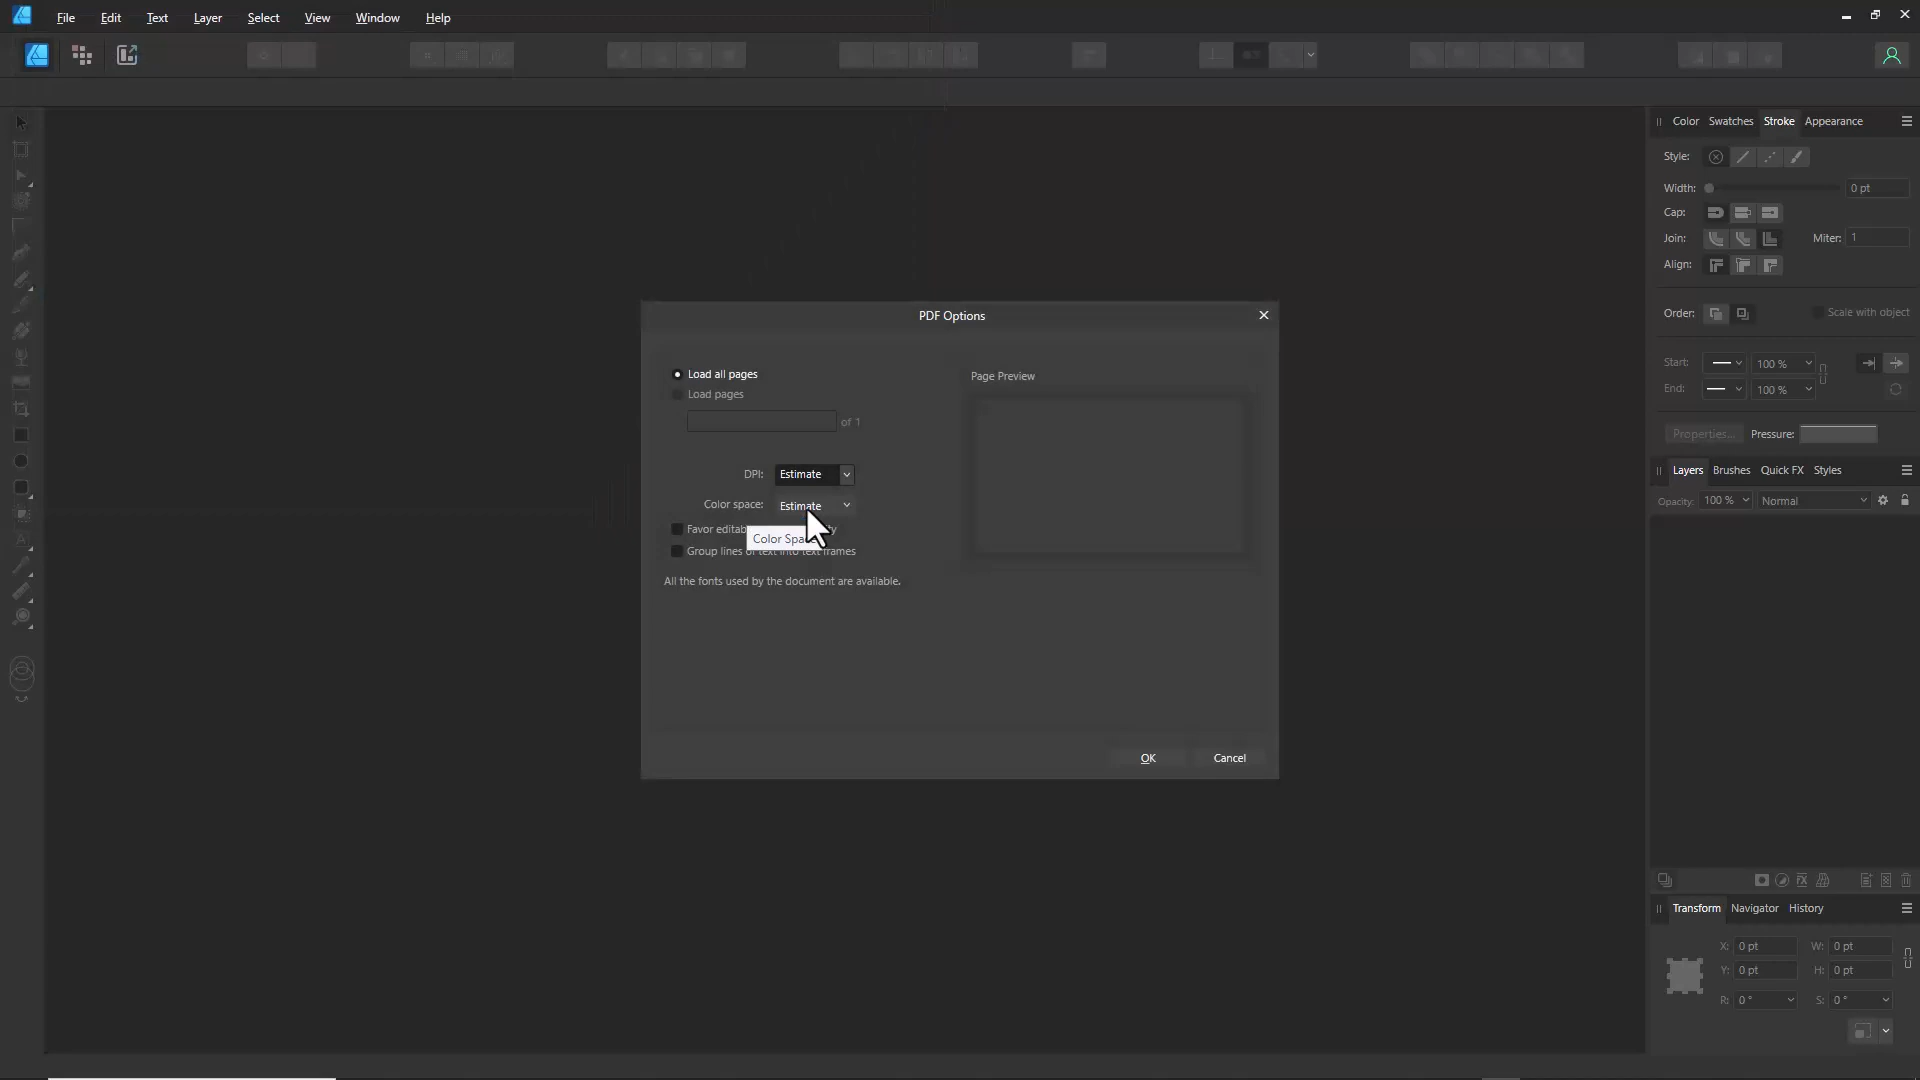 File Edit Text Layer Select View Window Help
Color Swatches Stroke Appearance
Style:
Width: 0 pt
Cap:
Join: Miter: 1
Align:
Order: Scale with object
Start: 100 %
End: 100 %
Properties... Pressure:
Layers Brushes Quick FX Styles
Opacity: 100 % Normal
Transform Navigator History
X: 0 pt W: 0 pt
Y: 0 pt H: 0 pt
R: 0 ° S: 0 °
PDF Options
Load all pages
Load pages
of 1
DPI: Estimate
Color space: Estimate
Favor
Color
Group lines of text into text frames
All the fonts used by the document are available.
Page Preview
OK Cancel